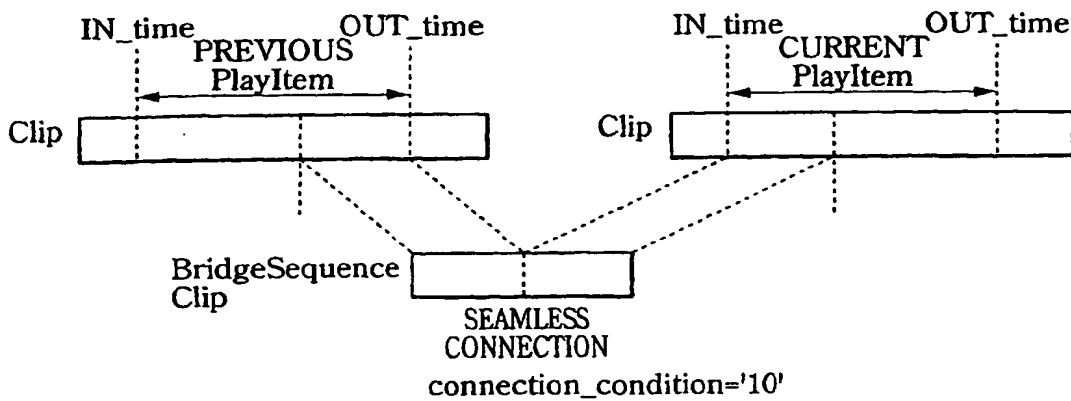 IN_time
OUT_time
PREVIOUS
PlayItem
Clip
IN_time
OUT_time
CURRENT
PlayItem
Clip
BridgeSequence
Clip
SEAMLESS
CONNECTION
connection_condition='10'